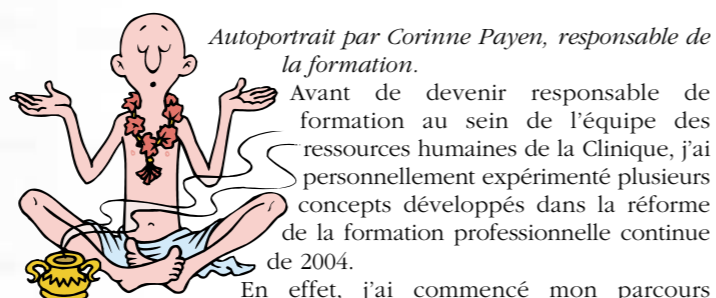 Autoportrait par Corinne Payen, responsable de
la formation.
Avant de devenir responsable de
formation au sein de l'équipe des
ressources humaines de la Clinique, j'ai
personnellement expérimenté plusieurs
concepts développés dans la réforme
de la formation professionnelle continue
de 2004.
En effet, j'ai commencé mon parcours